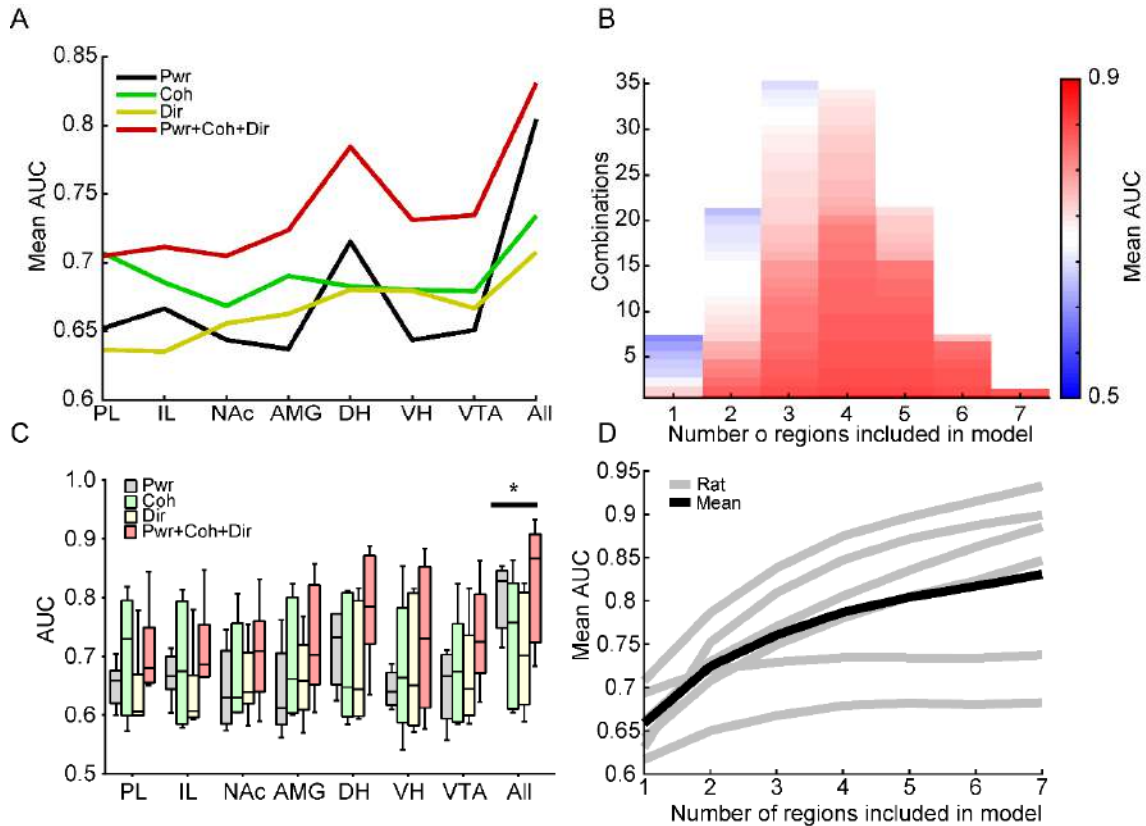 A
0.85
0.8
0.75
0.7
0.65
0.6
Mean AUC
Pwr
Coh
Dir
Pwr+Coh+Dir
PL IL NAc AMG DH VH VTA All
B
35
30
25
20
15
10
5
Combinations
1 2 3 4 5 6 7
Number o regions included in model
0.9
0.5
Mean AUC
C
1.0
0.9
0.8
0.7
0.6
0.5
AUC
Pwr
Coh
Dir
Pwr+Coh+Dir
*
PL IL NAc AMG DH VH VTA All
D
0.95
0.9
0.85
0.8
0.75
0.7
0.65
0.6
Mean AUC
Rat
Mean
1 2 3 4 5 6 7
Number of regions included in model